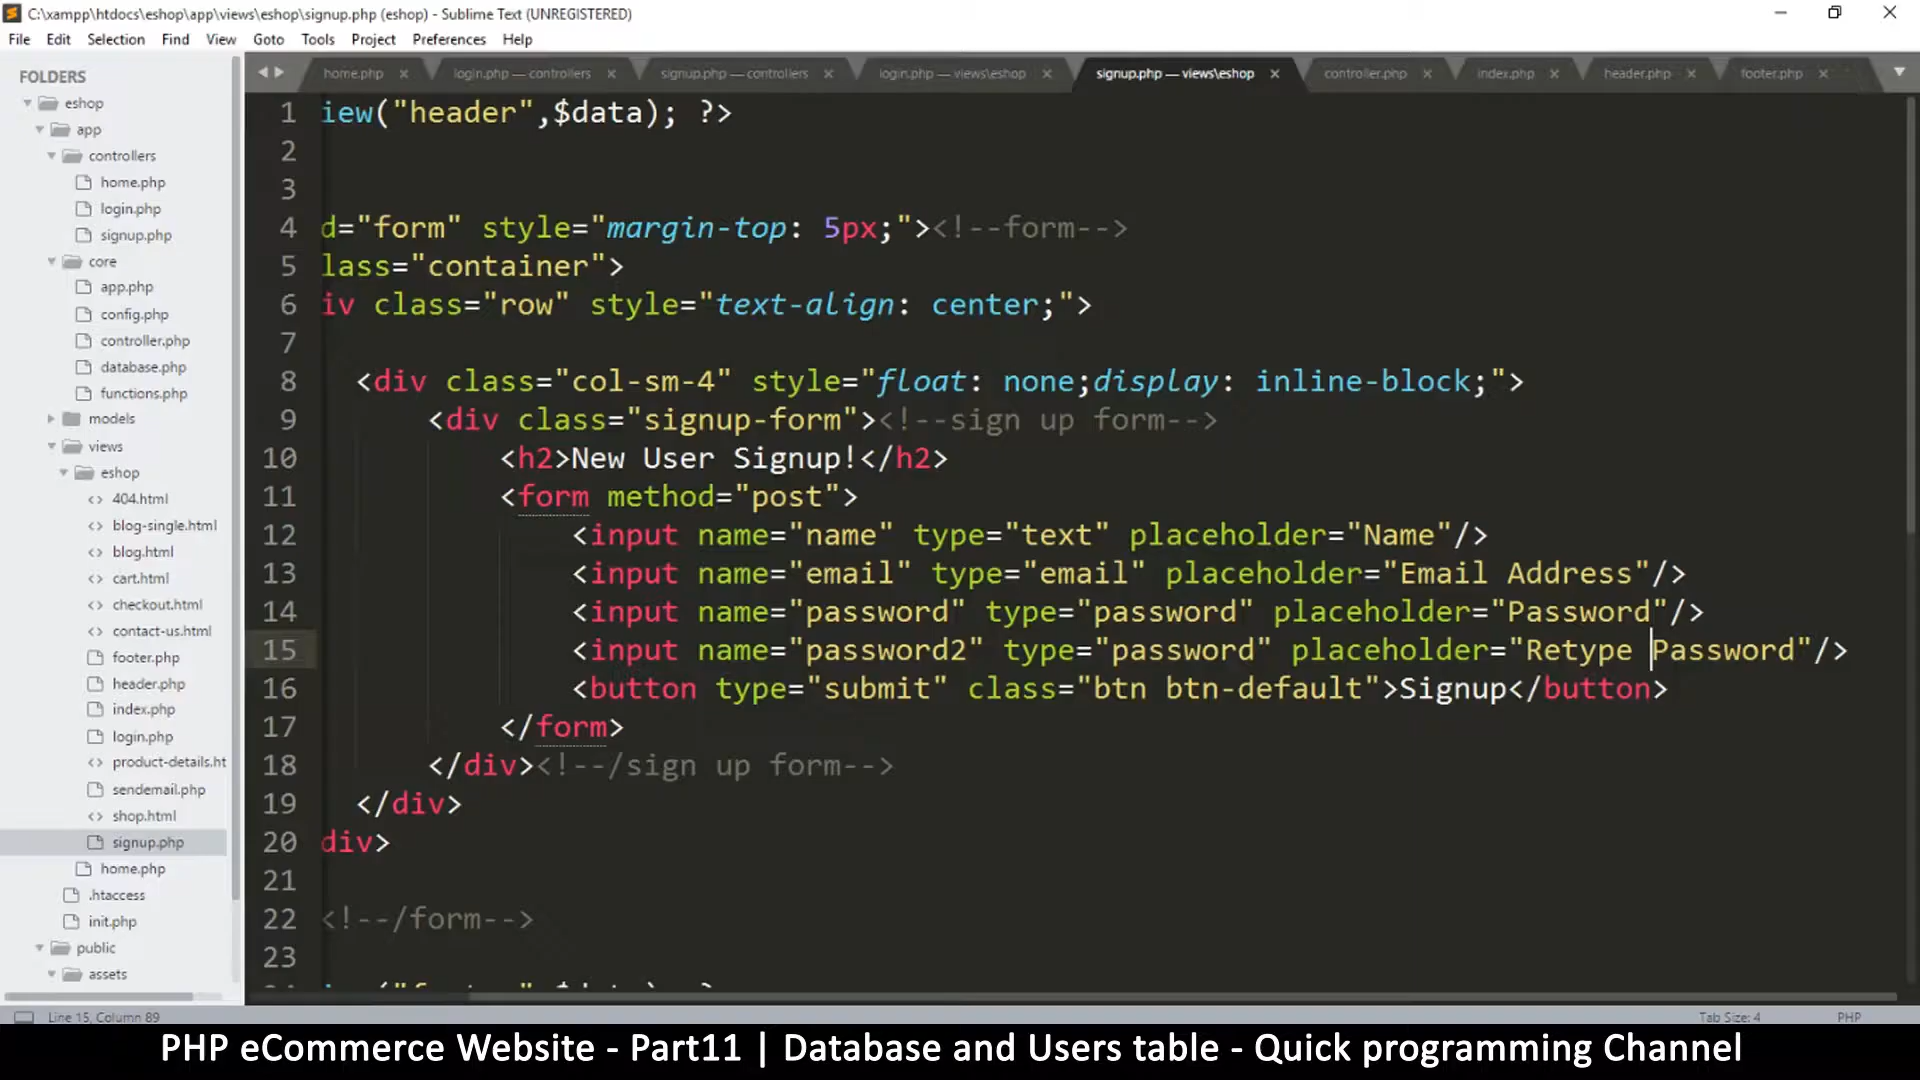 C:\xampp\htdocs\eshop\app\views\eshop\signup.php (eshop) - Sublime Text (UNREGISTERED)
File Edit Selection Find View Goto Tools Project Preferences Help
FOLDERS
eshop
app
controllers
home.php
login.php
signup.php
core
app.php
config.php
controller.php
database.php
functions.php
models
views
eshop
404.html
blog-single.html
blog.html
cart.html
checkout.html
contact-us.html
footer.php
header.php
index.php
login.php
product-details.ht
sendemail.php
shop.html
signup.php
home.php
.htaccess
init.php
public
assets
home.php login.php — controllers signup.php — controllers login.php — views\eshop signup.php — views\eshop controller.php index.php header.php footer.php
1 iew("header",$data); ?>
2
3
4 d="form" style="margin-top: 5px;"><!--form-->
5 lass="container">
6 iv class="row" style="text-align: center;">
7
8 <div class="col-sm-4" style="float: none;display: inline-block;">
9 <div class="signup-form"><!--sign up form-->
10 <h2>New User Signup!</h2>
11 <form method="post">
12 <input name="name" type="text" placeholder="Name"/>
13 <input name="email" type="email" placeholder="Email Address"/>
14 <input name="password" type="password" placeholder="Password"/>
15 <input name="password2" type="password" placeholder="Retype Password"/>
16 <button type="submit" class="btn btn-default">Signup</button>
17 </form>
18 </div><!--/sign up form-->
19 </div>
20 div>
21
22 <!--/form-->
23
Line 15, Column 89
Tab Size: 4 PHP
PHP eCommerce Website - Part11 | Database and Users table - Quick programming Channel